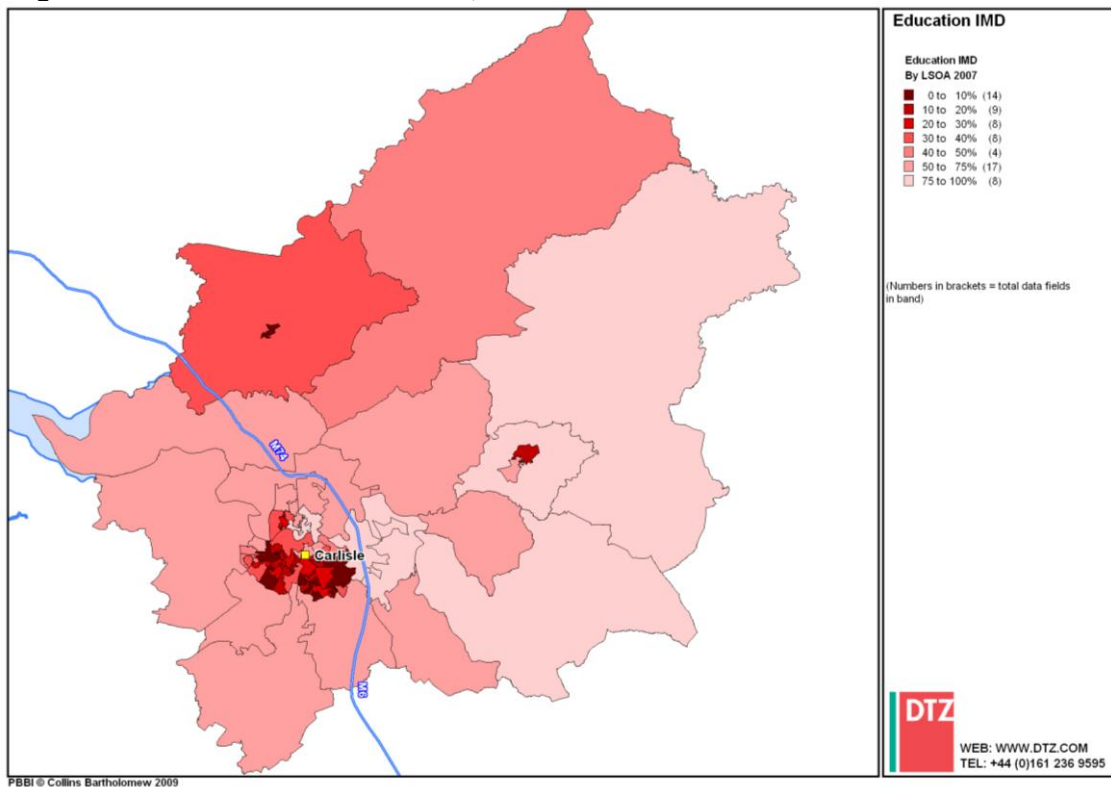 Education IMD
Education IMD
By LSOA 2007
0 to 10% (14)
10 to 20% (9)
20 to 30% (8)
30 to 40% (8)
40 to 50% (4)
50 to 75% (17)
75 to 100% (8)
(Numbers in brackets = total data fields
in band)
M74
Carlisle
M6
DTZ
WEB: WWW.DTZ.COM
TEL: +44 (0)161 236 9595
PBBI © Collins Bartholomew 2009